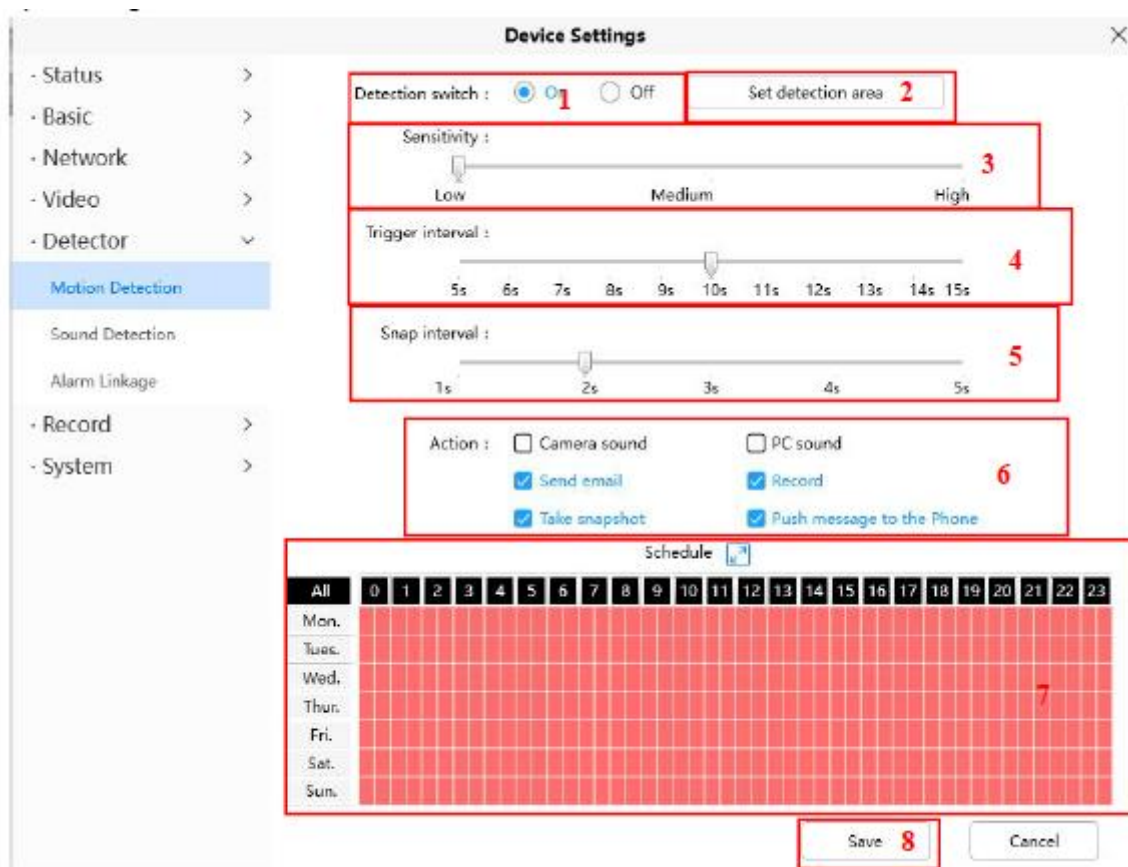 Device Settings
· Status
· Basic
· Network
· Video
· Detector
Motion Detection
Sound Detection
Alarm Linkage
· Record
· System
Detection switch : On 1 Off
Set detection area 2
Sensitivity :
3
Low Medium High
Trigger interval :
4
5s 6s 7s 8s 9s 10s 11s 12s 13s 14s 15s
Snap interval :
5
1s 2s 3s 4s 5s
Action : Camera sound PC sound
Send email Record 6
Take snapshot Push message to the Phone
Schedule
All 0 1 2 3 4 5 6 7 8 9 10 11 12 13 14 15 16 17 18 19 20 21 22 23
Mon.
Tues.
Wed.
Thur.
7
Fri.
Sat.
Sun.
Save 8 Cancel